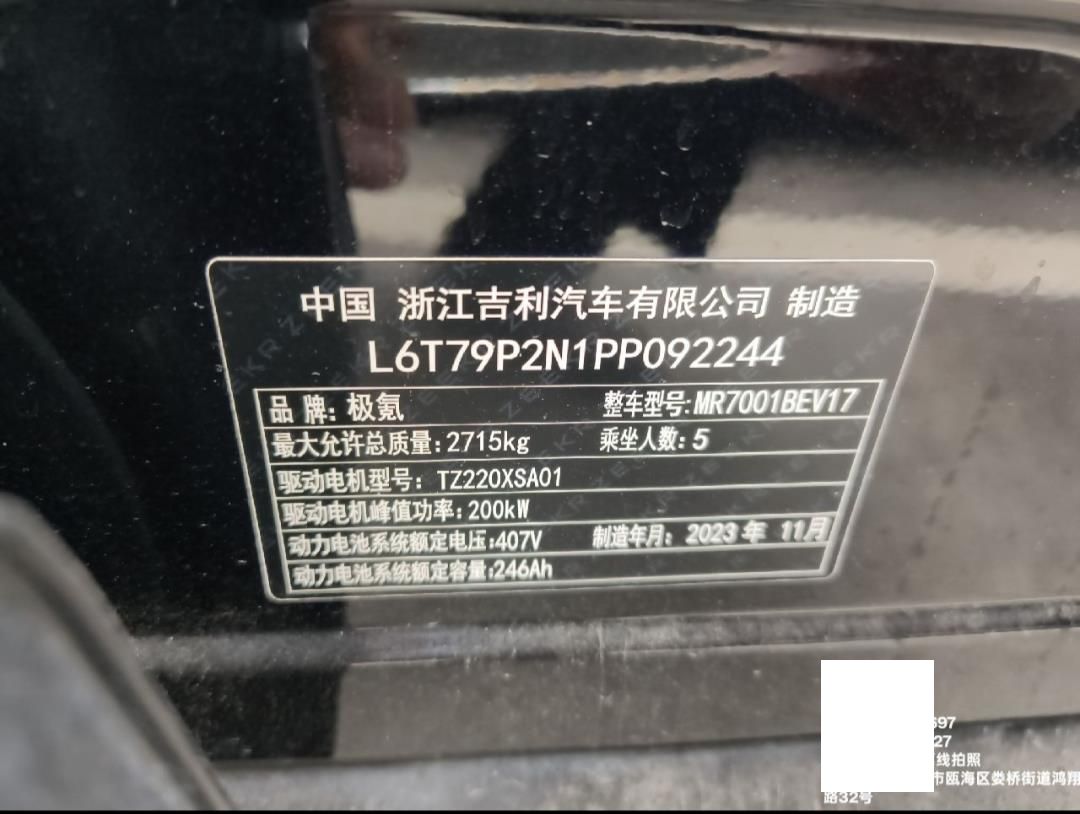 中国 浙江吉利汽车有限公司 制造
L6T79P2N1PP092244
品 牌: 极氪 整车型号: MR7001BEV17
最大允许总质量: 2715kg 乘坐人数: 5
驱动电机型号: TZ220XSA01
驱动电机峰值功率: 200kW
动力电池系统额定电压: 407V 制造年月: 2023 年 11月
动力电池系统额定容量: 246Ah
697
27
线拍照
市瓯海区娄桥街道鸿翔
路32号